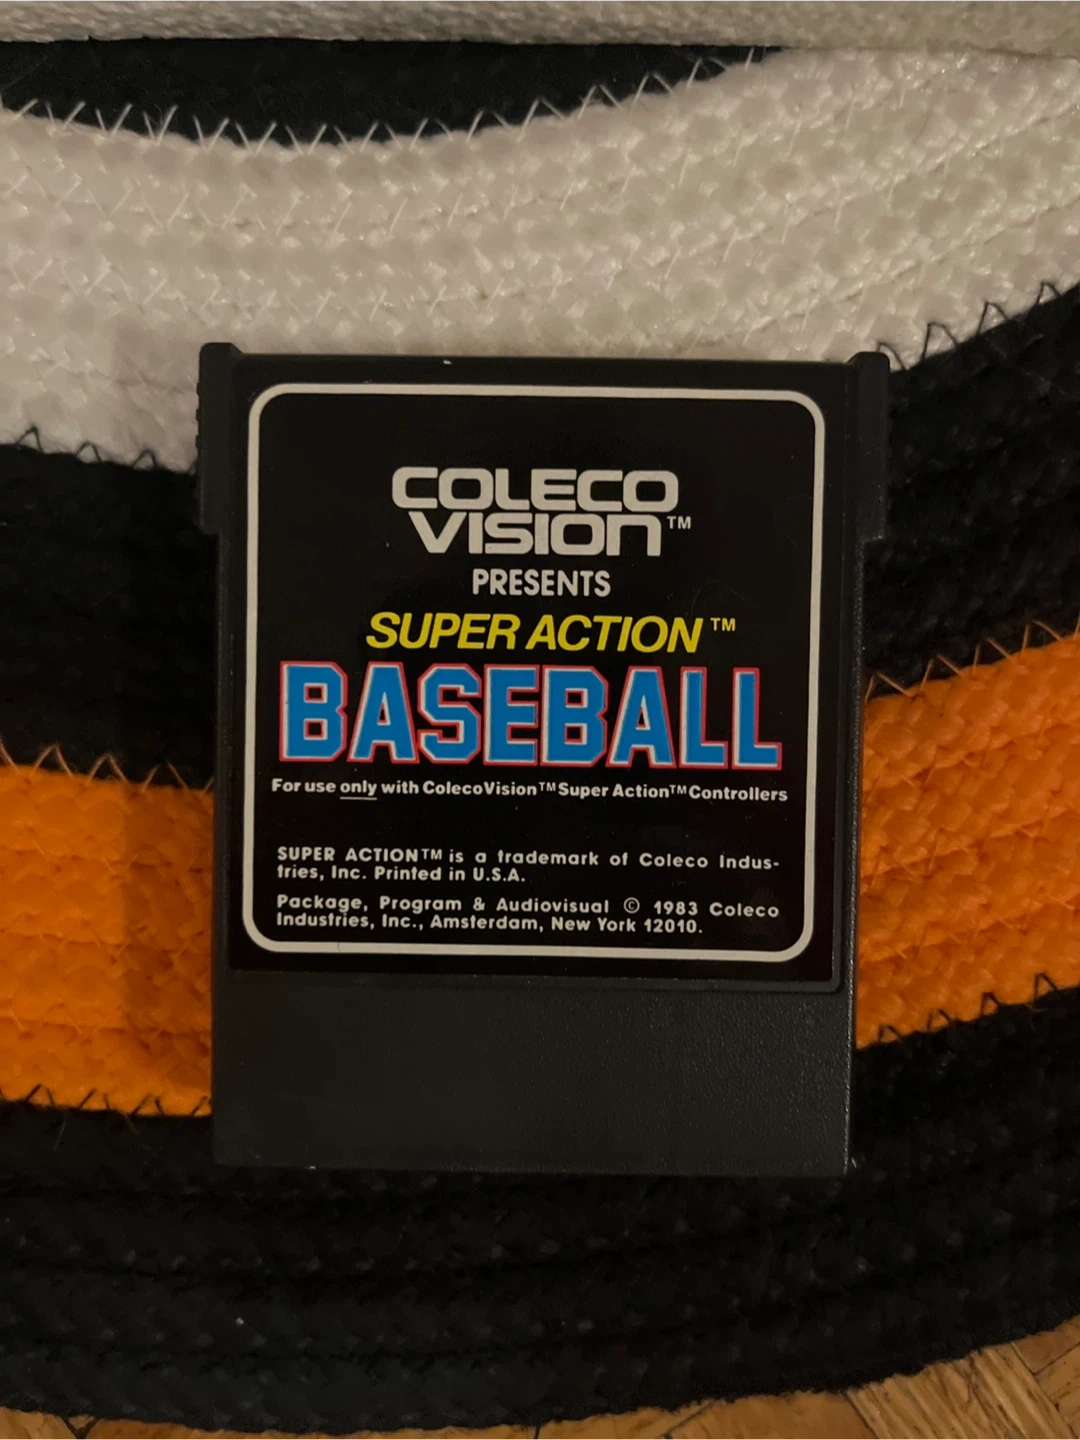 COLECO
VISION™
PRESENTS
SUPER ACTION™
BASEBALL
For use only with ColecoVision™ Super Action™ Controllers
SUPER ACTION™ is a trademark of Coleco Indus-
tries, Inc. Printed in U.S.A.
Package, Program & Audiovisual © 1983 Coleco
Industries, Inc., Amsterdam, New York 12010.